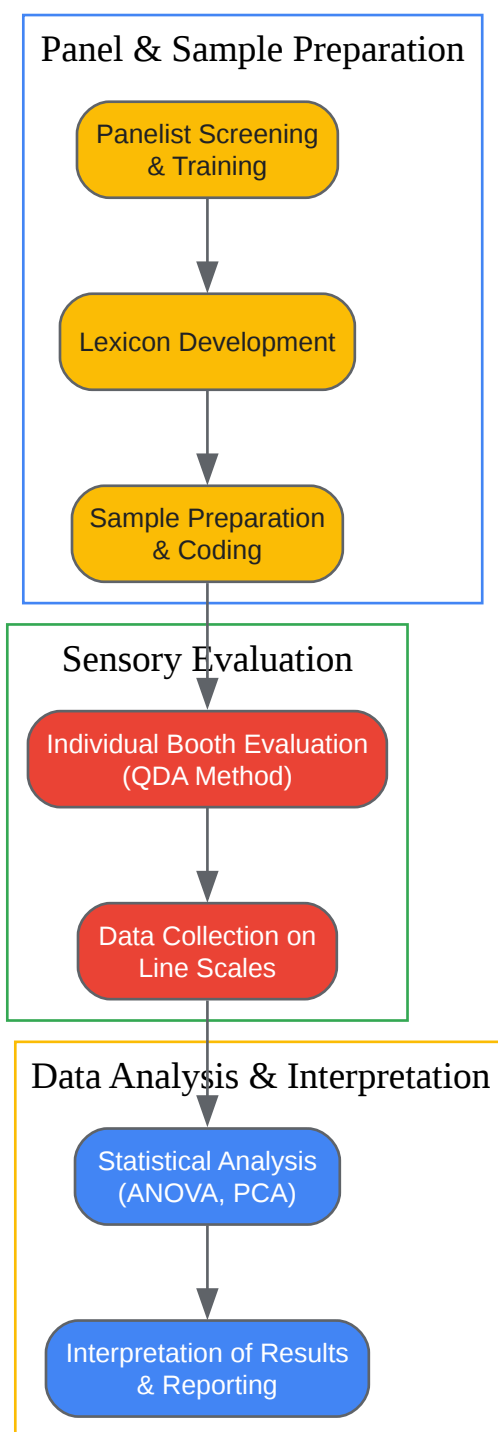 Panel & Sample Preparation
Panelist Screening
& Training
Lexicon Development
Sample Preparation
& Coding
Sensory Evaluation
Individual Booth Evaluation
(QDA Method)
Data Collection on
Line Scales
Data Analysis & Interpretation
Statistical Analysis
(ANOVA, PCA)
Interpretation of Results
& Reporting